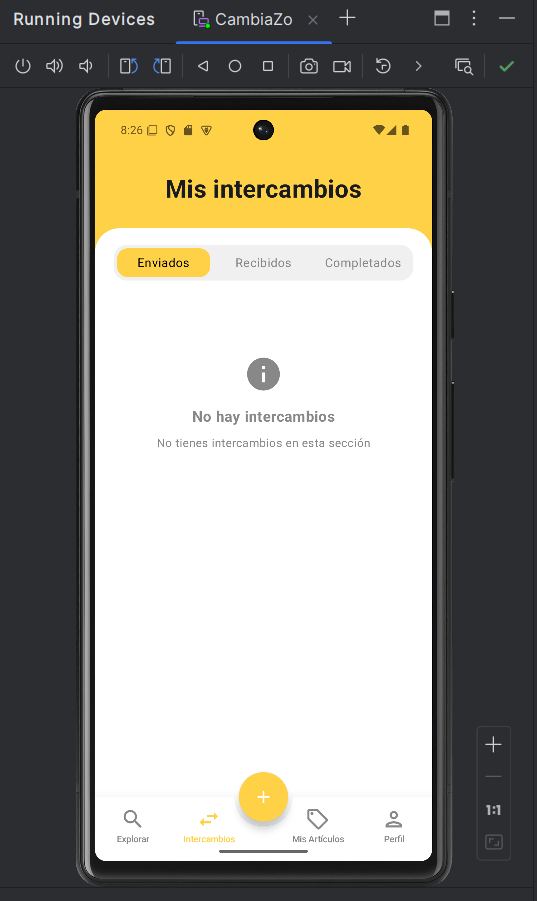 Running Devices
CambiaZo
8:26
Mis intercambios
Enviados
Recibidos
Completados
No hay intercambios
No tienes intercambios en esta sección
Explorar
Intercambios
Mis Artículos
Perfil
1:1